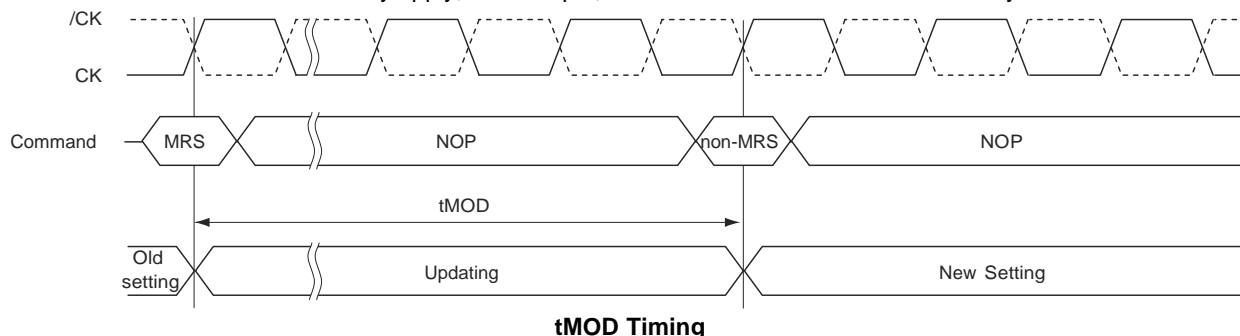 /CK
CK
Command
MRS
NOP
non-MRS
NOP
tMOD
Old
setting
Updating
New Setting
tMOD Timing